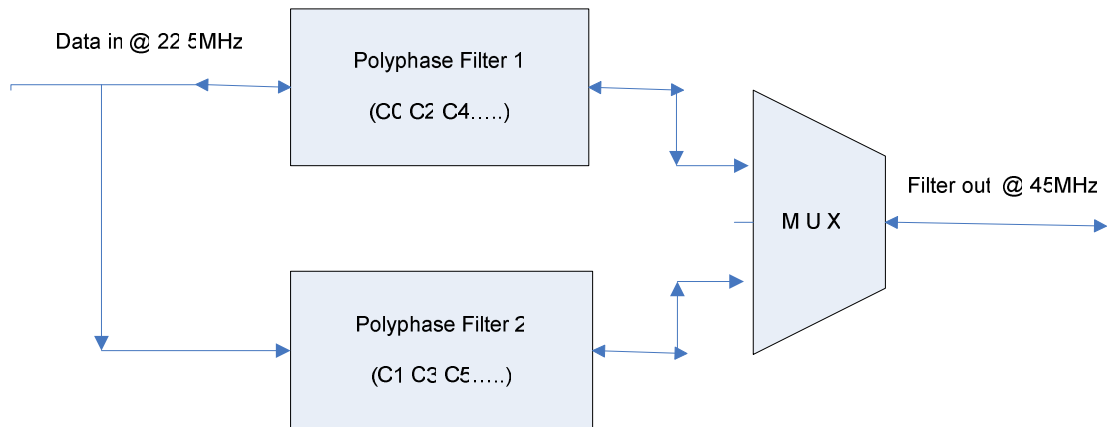 Data in @ 22.5MHz
Polyphase Filter 1
(C0 C2 C4.....)
Filter out @ 45MHz
M U X
Polyphase Filter 2
(C1 C3 C5.....)